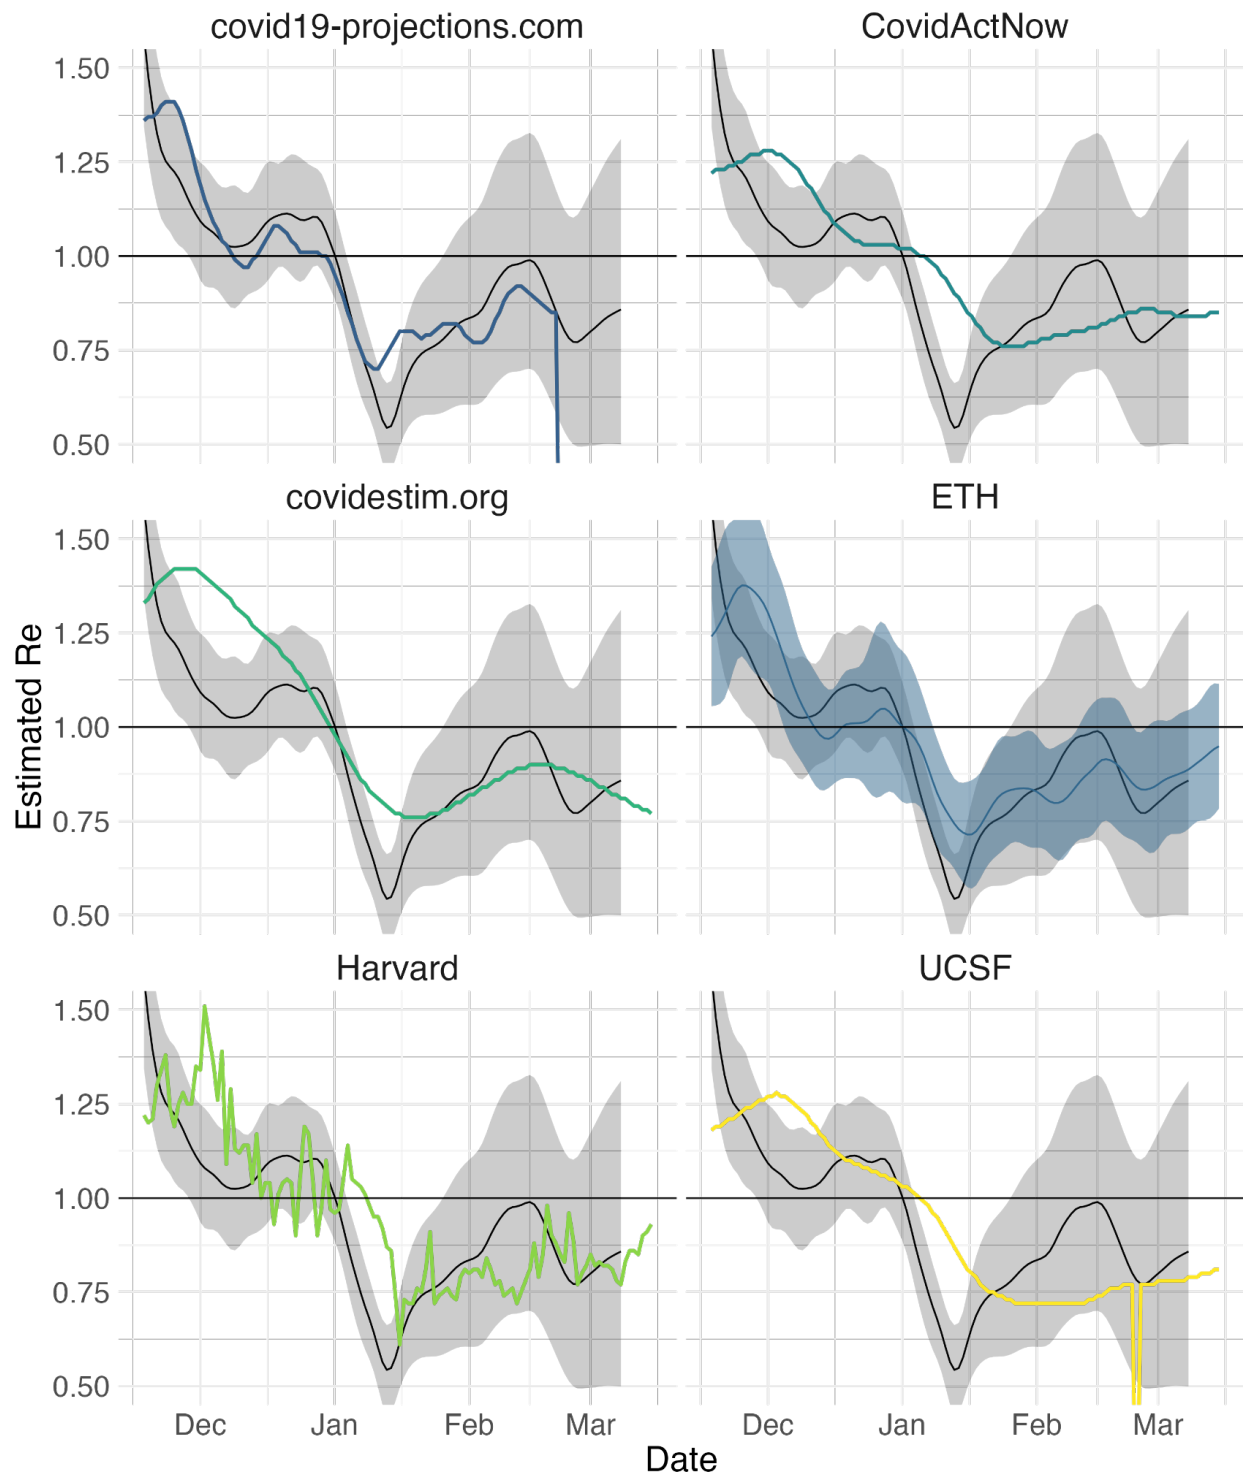 covid19-projections.com CovidActNow
1.50
1.25
1.00
0.75
0.50
covidestim.org ETH
1.50
1.25
1.00
0.75
0.50
Estimated Re
Harvard UCSF
1.50
1.25
1.00
0.75
0.50
Dec Jan Feb Mar Dec Jan Feb Mar
Date